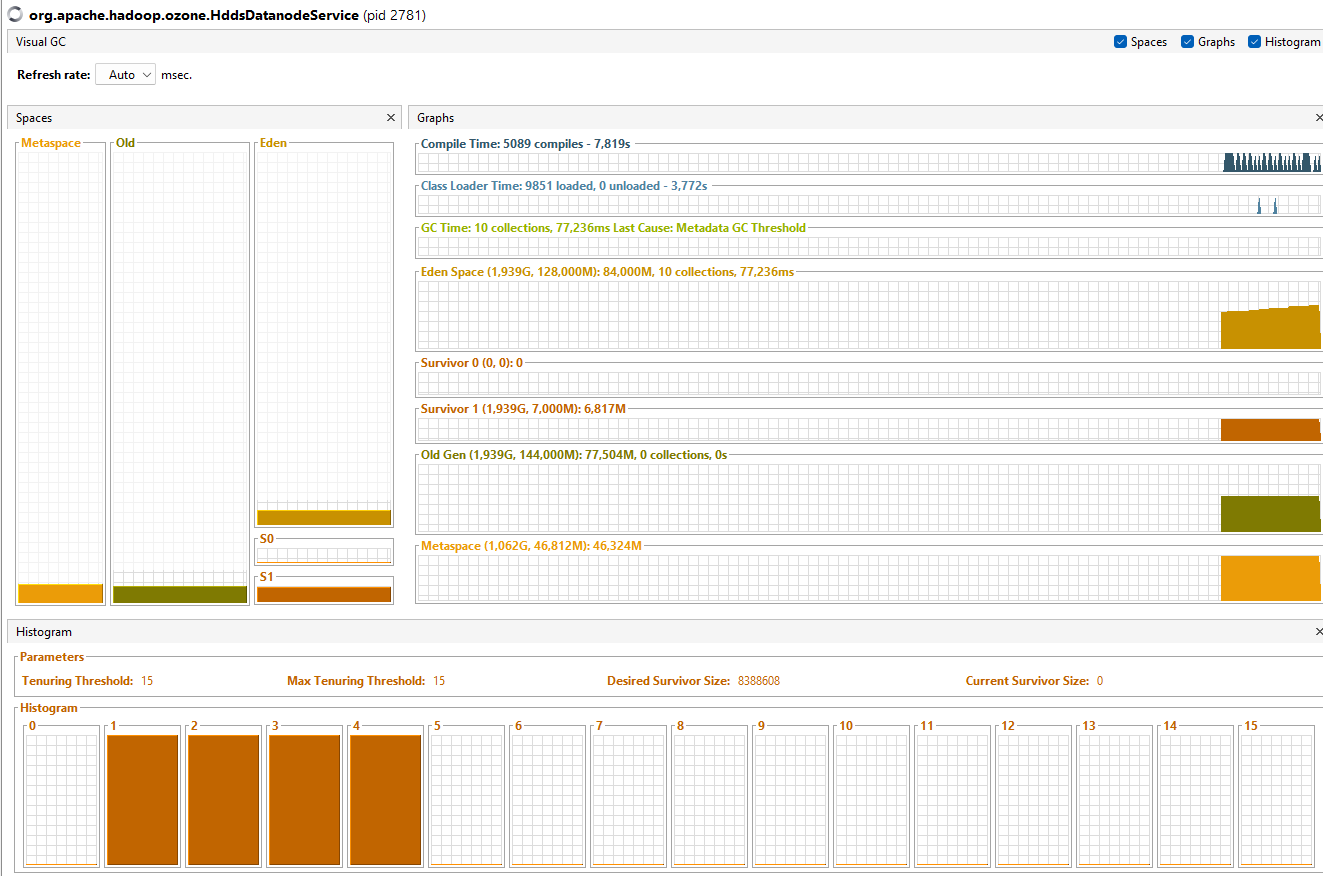 org.apache.hadoop.ozone.HddsDatanodeService (pid 2781)
Visual GC
Spaces Graphs Histogram
Refresh rate: Auto msec.
Spaces
Metaspace Old Eden
S0
S1
Graphs
Compile Time: 5089 compiles - 7,819s
Class Loader Time: 9851 loaded, 0 unloaded - 3,772s
GC Time: 10 collections, 77,236ms Last Cause: Metadata GC Threshold
Eden Space (1,939G, 128,000M): 84,000M, 10 collections, 77,236ms
Survivor 0 (0, 0): 0
Survivor 1 (1,939G, 7,000M): 6,817M
Old Gen (1,939G, 144,000M): 77,504M, 0 collections, 0s
Metaspace (1,062G, 46,812M): 46,324M
Histogram
Parameters
Tenuring Threshold: 15 Max Tenuring Threshold: 15 Desired Survivor Size: 8388608 Current Survivor Size: 0
Histogram
0 1 2 3 4 5 6 7 8 9 10 11 12 13 14 15